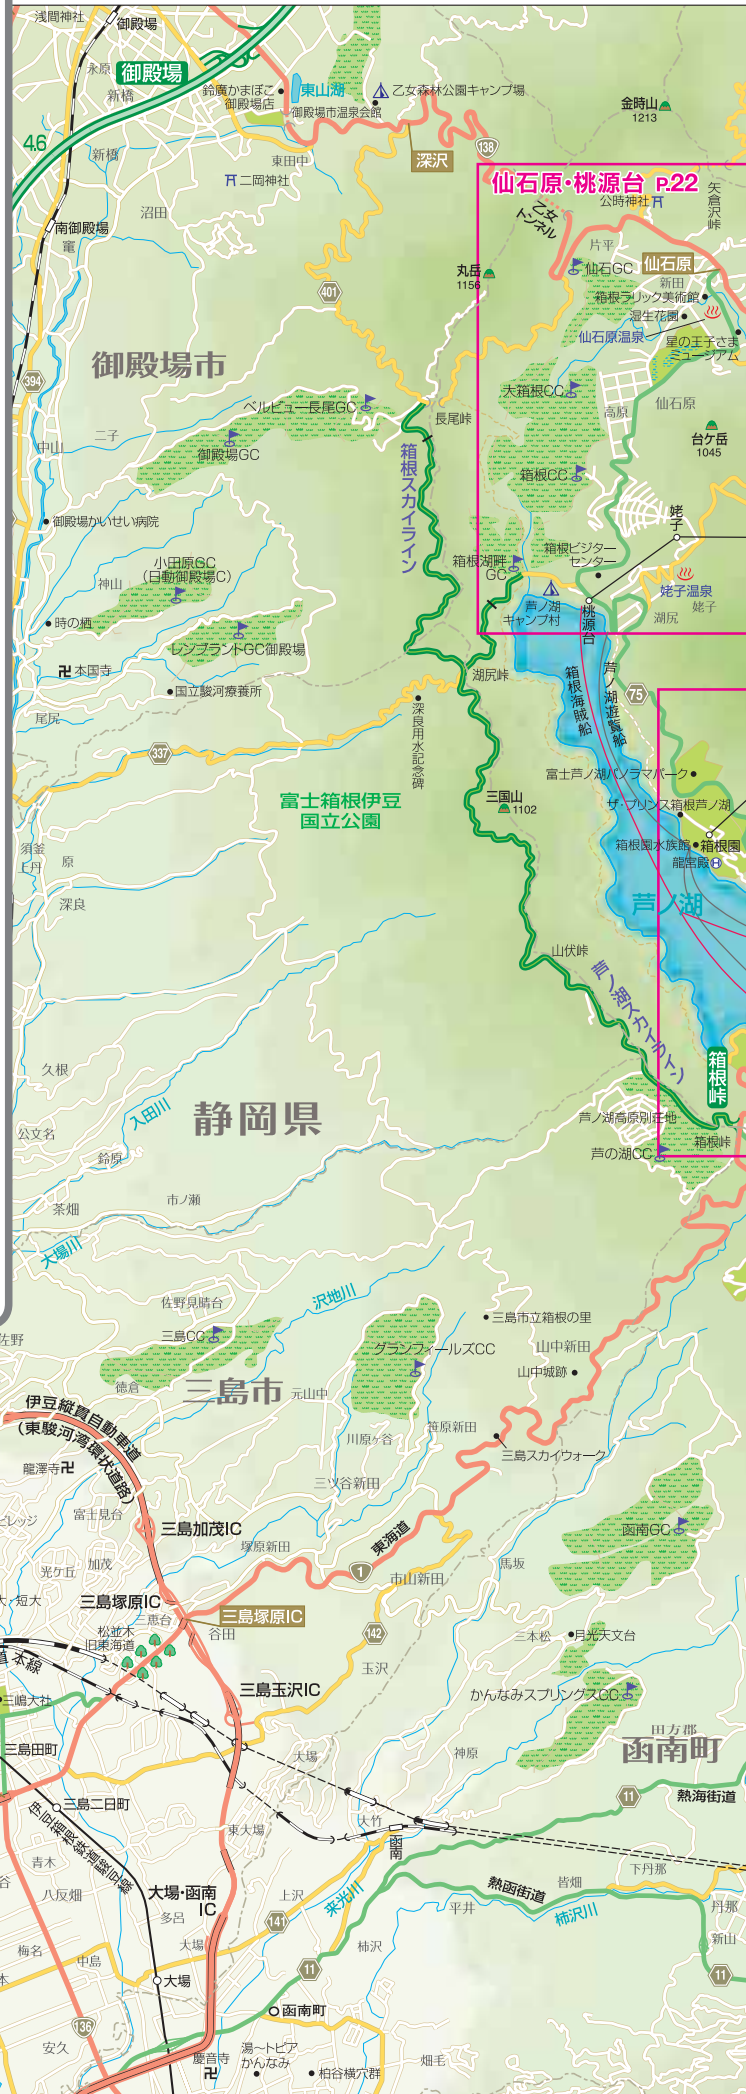 浅間神社
御殿場
永原
御殿場
新橋
鈴廣かまぼこ
御殿場店
東山湖
乙女森林公園キャンプ場
御殿場市温泉会館
金時山
1213
4.6
新橋
東田中
深沢
138
二岡神社
仙石原・桃源台 P.22
矢倉沢峠
公時神社
沼田
乙女
トンネル
南御殿場
竈
片平
仙石原
丸岳
1156
仙石GC
新田
401
箱根ラリック美術館
湿生花園
仙石原温泉
星の王子さま
ミュージアム
御殿場市
394
大箱根CC
仙石原
ベルビュー長尾GC
長尾峠
高原
二子
中山
御殿場GC
台ケ岳
1045
箱根スカイライン
箱根CC
御殿場かいせい病院
姥子
箱根ビジター
センター
小田原GC
(日動御殿場C)
箱根湖畔
GC
神山
姥子温泉
姥子
芦ノ湖
キャンプ村
桃源台
湖尻
時の栖
レンブラントGC御殿場
本国寺
湖尻峠
国立駿河療養所
箱根海賊船
芦ノ湖遊覧船
75
尾尻
深良用水記念碑
337
富士芦ノ湖パノラマパーク
富士箱根伊豆
国立公園
三国山
1102
ザ・プリンス箱根芦ノ湖
箱根園水族館
箱根園
龍宮殿
須釜
上丹
原
深良
芦ノ湖
山伏峠
芦ノ湖スカイライン
久根
箱根峠
入田川
静岡県
芦ノ湖高原別荘地
公文名
箱根峠
芦の湖CC
鈴原
茶畑
市ノ瀬
大場川
沢地川
佐野見晴台
三島市立箱根の里
佐野
三島CC
グランフィールズCC
山中新田
山中城跡
徳倉
三島市
元山中
伊豆縦貫自動車道
(東駿河湾環状道路)
笹原新田
川原ヶ谷
三島スカイウォーク
龍澤寺
三ツ谷新田
富士見台
ビレッジ
三島加茂IC
東海道
函南GC
塚原新田
加茂
光ケ丘
1
馬坂
市山新田
大・短大
三島塚原IC
三恵台
三島塚原IC
松並木
旧東海道
谷田
142
三本松
月光天文台
道本線
玉沢
三嶋大社
三島玉沢IC
かんなみスプリングスCC
田方郡
函南町
三島田町
大場
神原
11
熱海街道
三島二日町
伊豆箱根鉄道駿豆線
大竹
東大場
函南
下丹那
青木
谷
八反畑
大場・函南
IC
上沢
来光川
熱函街道
皆畑
多呂
平井
柿沢川
丹那
141
新山
大場
柿沢
梅名
中島
11
11
本
大場
函南町
136
安久
慶音寺
湯〜トピア
かんなみ
畑毛
柏谷横穴群